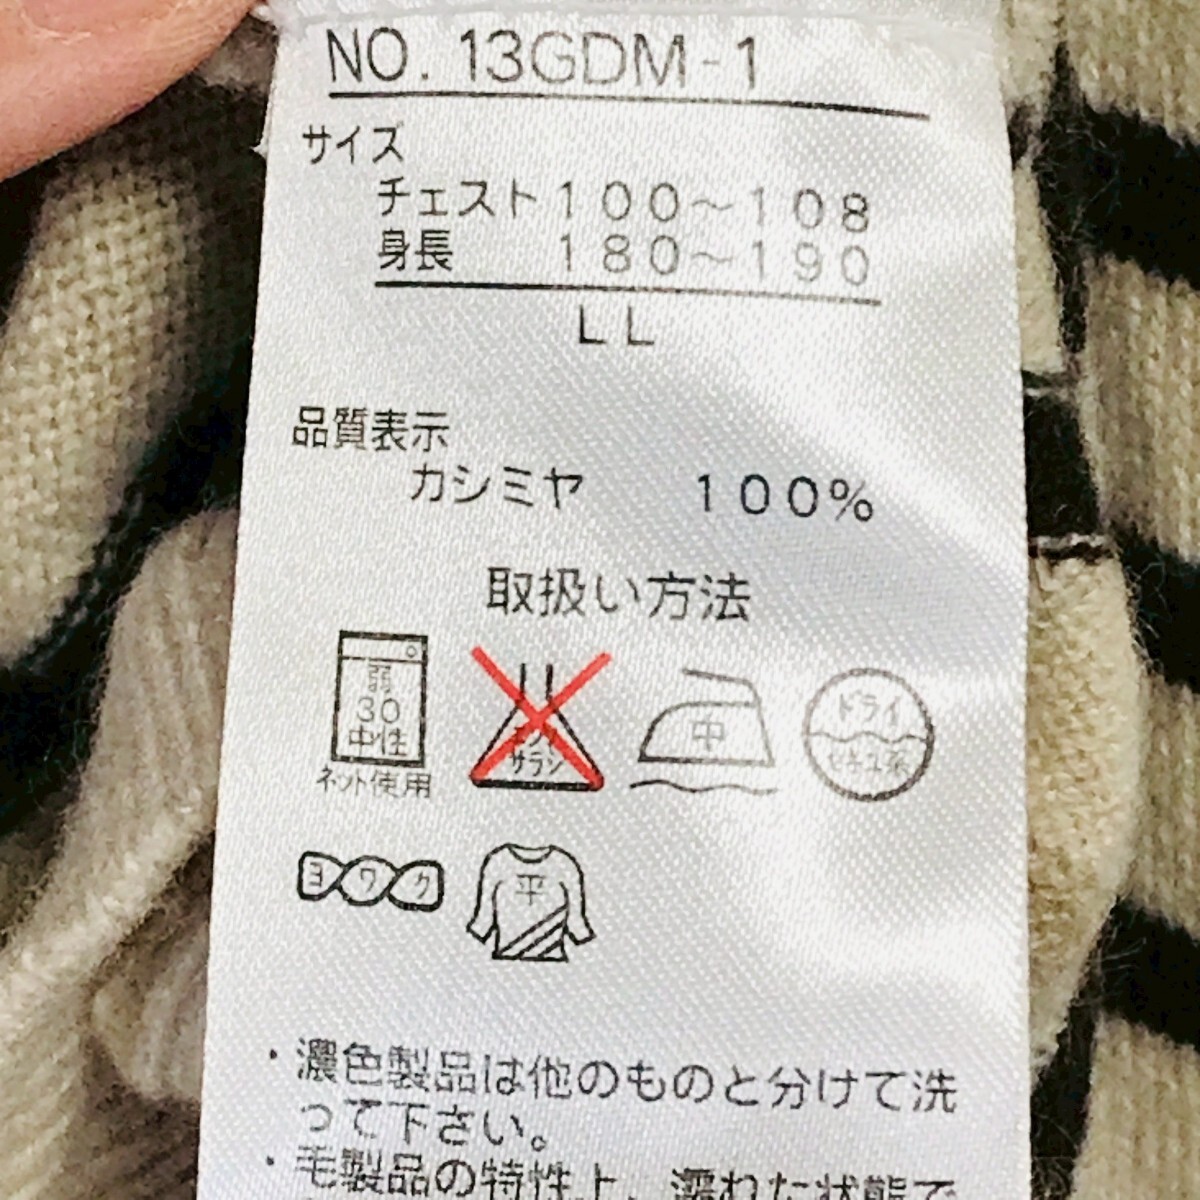 NO. 13GDM-1
サイズ
チェスト 100～108
身長 180～190
LL
品質表示
カシミヤ 100%
取扱い方法
弱
30
中性
ネット使用
エンソ
サラシ
中
ドライ
セキユ系
ヨワク
平
・濃色製品は他のものと分けて洗
って下さい。
・毛製品の特性上、濡れた状態で